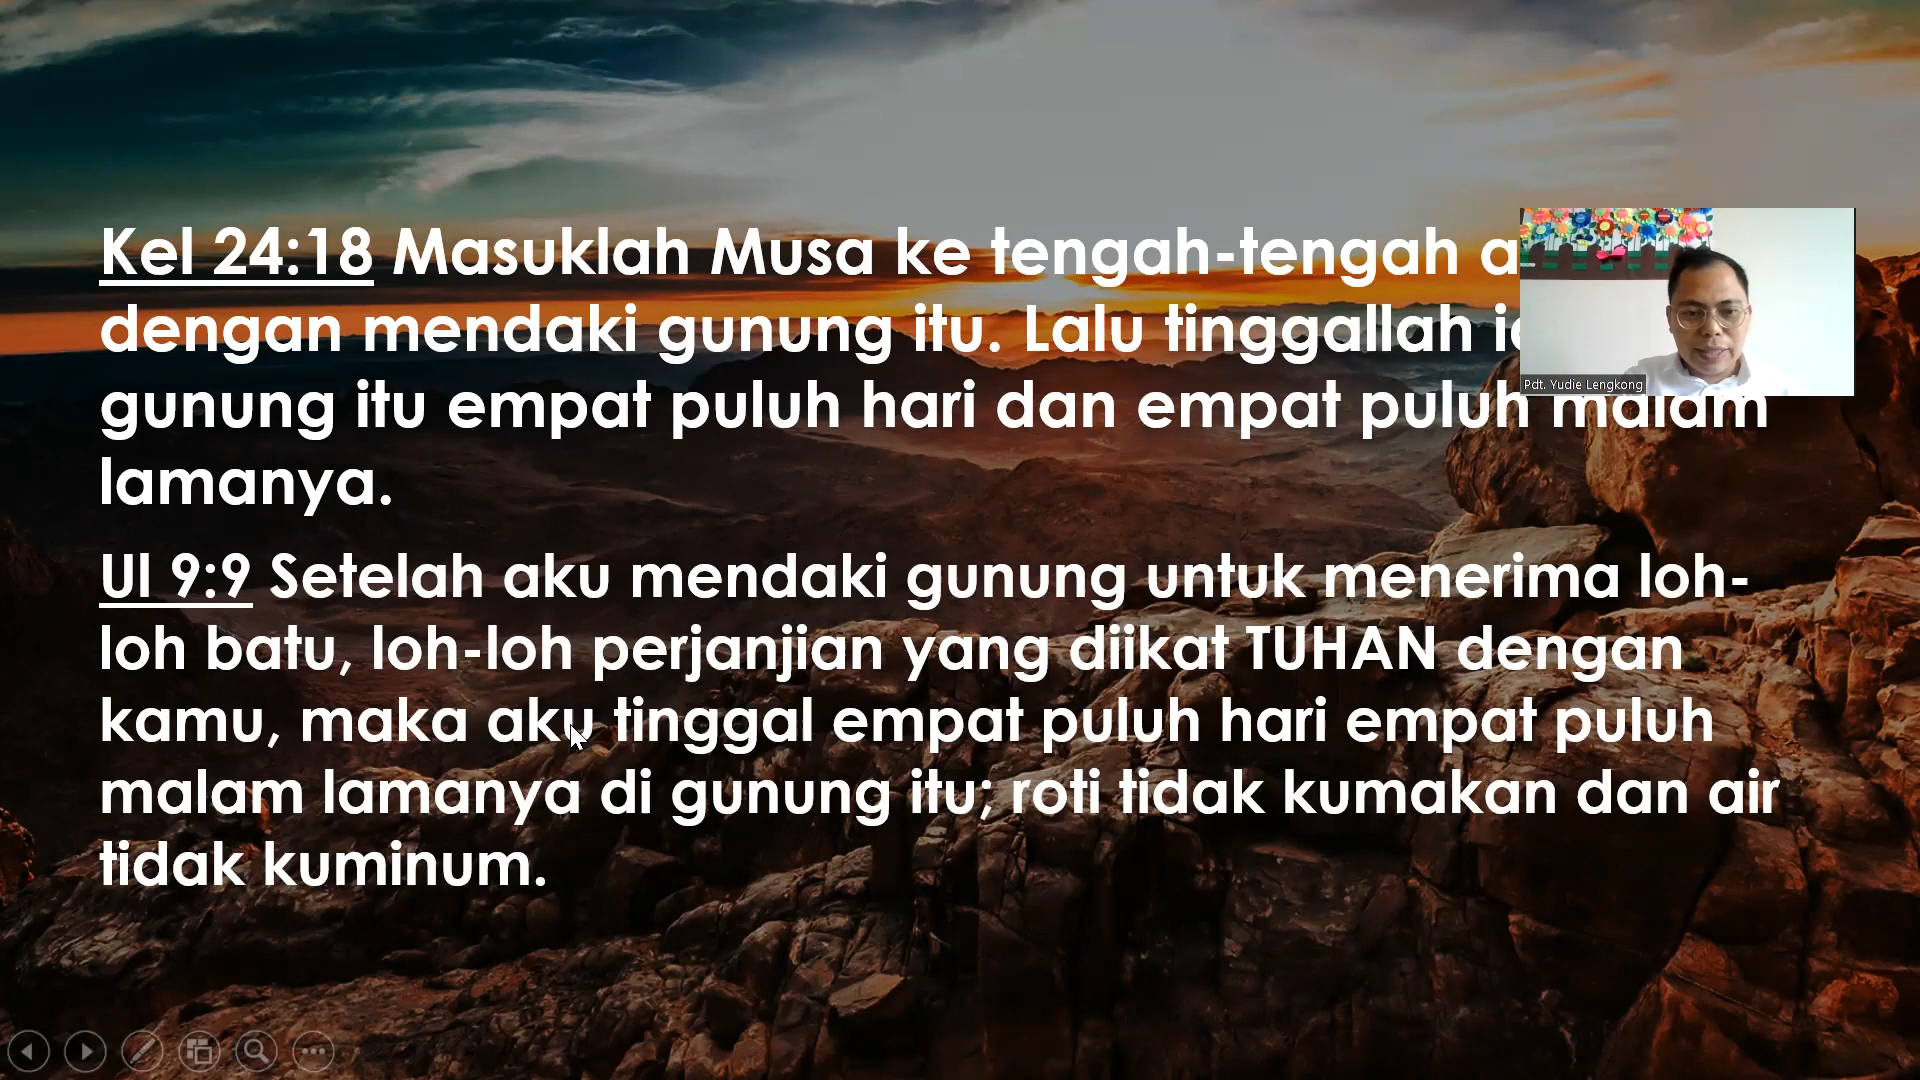 Kel 24:18 Masuklah Musa ke tengah-tengah
dengan mendaki gunung itu. Lalu tinggallah
gunung itu empat puluh hari dan empat puluh malam
lamanya.
Ul 9:9 Setelah aku mendaki gunung untuk menerima loh-
loh batu, loh-loh perjanjian yang diikat TUHAN dengan
kamu, maka aku tinggal empat puluh hari empat puluh
malam lamanya di gunung itu; roti tidak kumakan dan air
tidak kuminum.
Pdt. Yudie Lengkong